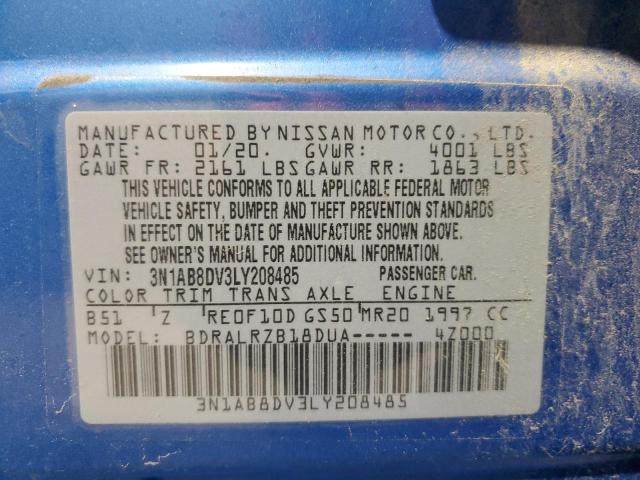 MANUFACTURED BY NISSAN MOTOR CO., LTD.
DATE: 01/20. GVWR: 4001 LBS
GAWR FR: 2161 LBS GAWR RR: 1863 LBS
THIS VEHICLE CONFORMS TO ALL APPLICABLE FEDERAL MOTOR
VEHICLE SAFETY, BUMPER AND THEFT PREVENTION STANDARDS
IN EFFECT ON THE DATE OF MANUFACTURE SHOWN ABOVE.
SEE OWNER'S MANUAL FOR ADDITIONAL INFORMATION.
VIN: 3N1AB8DV3LY208485 PASSENGER CAR.
COLOR TRIM TRANS AXLE ENGINE
B51 Z RE0F10D GS50 MR20 1997 CC
MODEL: BDRALRZB18DUA----- 4Z000
3N1AB8DV3LY208485